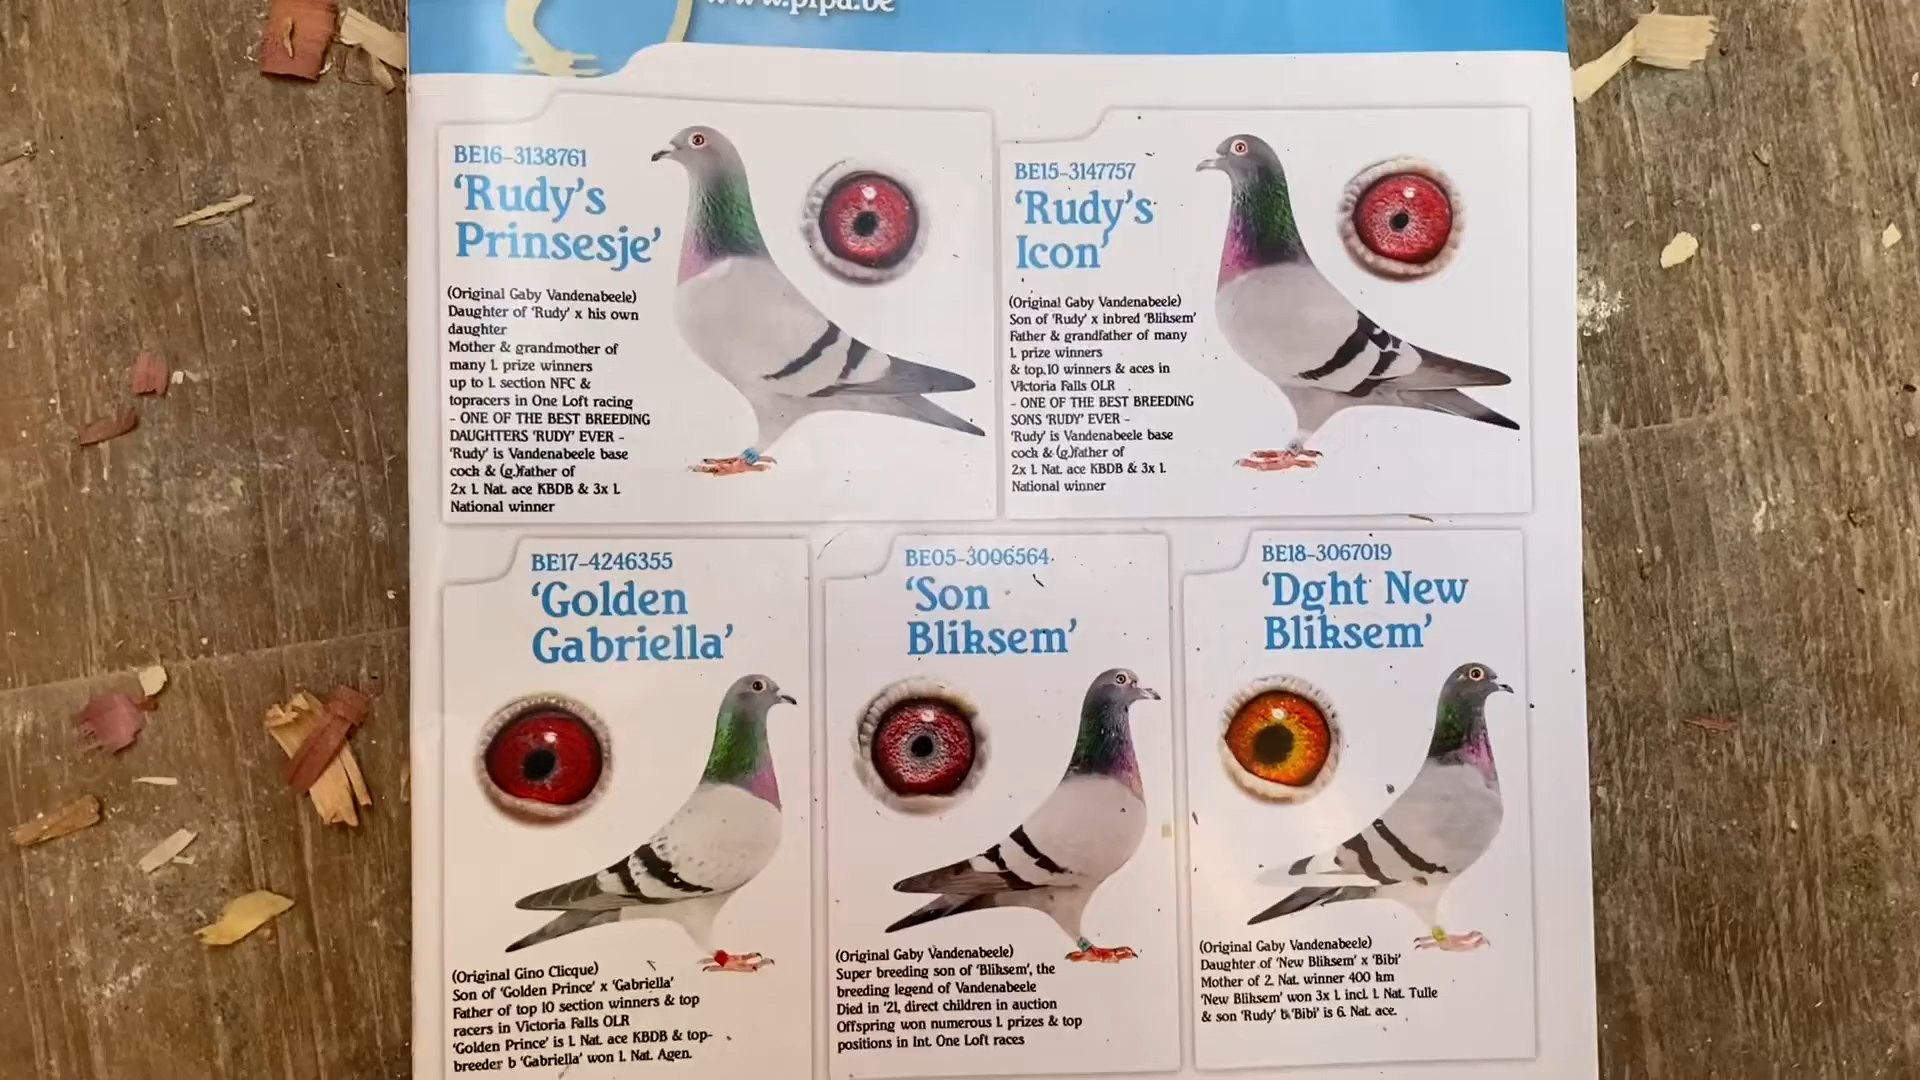 www.pipa.be
BE16-3138761
‘Rudy’s
Prinsesje’
(Original Gaby Vandenabeele)
Daughter of ‘Rudy’ x his own
daughter
Mother & grandmother of
many 1. prize winners
up to 1. section NFC &
topracers in One Loft racing
- ONE OF THE BEST BREEDING
DAUGHTERS ‘RUDY’ EVER -
‘Rudy’ is Vandenabeele base
cock & (g.)father of
2x 1. Nat. ace KBDB & 3x 1.
National winner
BE15-3147757
‘Rudy’s
Icon’
(Original Gaby Vandenabeele)
Son of ‘Rudy’ x inbred ‘Bliksem’
Father & grandfather of many
1. prize winners
& top 10 winners & aces in
Victoria Falls OLR
- ONE OF THE BEST BREEDING
SONS ‘RUDY’ EVER -
‘Rudy’ is Vandenabeele base
cock & (g.)father of
2x 1. Nat. ace KBDB & 3x 1.
National winner
BE17-4246355
‘Golden
Gabriella’
(Original Gino Clicque)
Son of ‘Golden Prince’ x ‘Gabriella’
Father of top 10 section winners & top
racers in Victoria Falls OLR
‘Golden Prince’ is 1. Nat. ace KBDB & top-
breeder b ‘Gabriella’ won 1. Nat. Agen.
BE05-3006564
‘Son
Bliksem’
(Original Gaby Vandenabeele)
Super breeding son of ‘Bliksem’, the
breeding legend of Vandenabeele
Died in ’21, direct children in auction
Offspring won numerous 1. prizes & top
positions in Int. One Loft races
BE18-3067019
‘Dght New
Bliksem’
(Original Gaby Vandenabeele)
Daughter of ‘New Bliksem’ x ‘Bibi’
Mother of 2. Nat. winner 400 km
‘New Bliksem’ won 3x 1. incl. 1. Nat. Tulle
& son ‘Rudy’ b ‘Bibi’ is 6. Nat. ace.